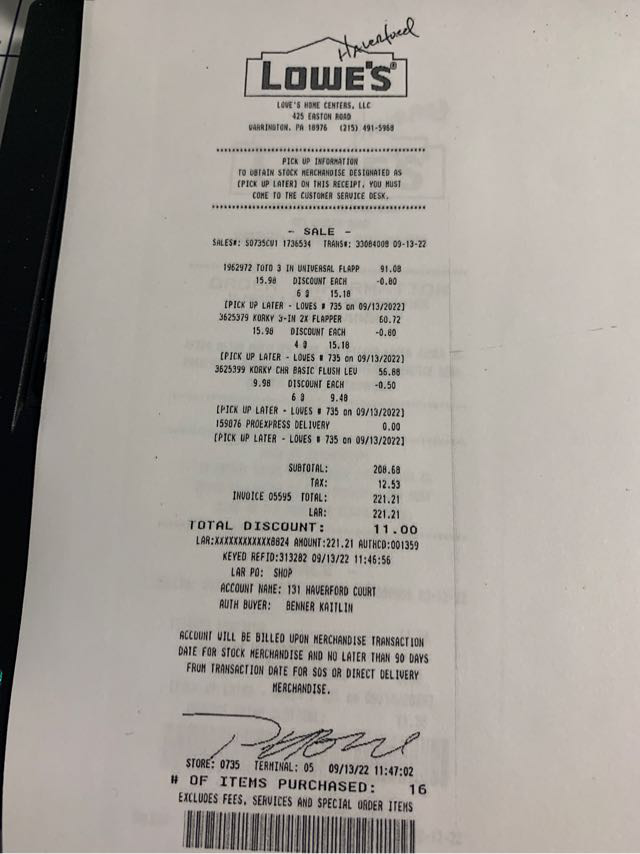 Haverford
LOWE'S®
LOWE'S HOME CENTERS, LLC
425 EASTON ROAD
WARRINGTON, PA 18976 (215) 491-5960
PICK UP INFORMATION
TO OBTAIN STOCK MERCHANDISE DESIGNATED AS
[PICK UP LATER] ON THIS RECEIPT, YOU MUST
COME TO THE CUSTOMER SERVICE DESK.
- SALE -
SALES#: S0735CV1 1736534 TRANS#: 33084008 09-13-22
1962972 TOTO 3 IN UNIVERSAL FLAPP 91.08
15.98 DISCOUNT EACH -0.80
6 @ 15.18
[PICK UP LATER - LOWES # 735 on 09/13/2022]
3625379 KORKY 3-IN 2X FLAPPER 60.72
15.98 DISCOUNT EACH -0.80
4 @ 15.18
[PICK UP LATER - LOWES # 735 on 09/13/2022]
3625399 KORKY CHR BASIC FLUSH LEV 56.88
9.98 DISCOUNT EACH -0.50
6 @ 9.48
[PICK UP LATER - LOWES # 735 on 09/13/2022]
159076 PROEXPRESS DELIVERY 0.00
[PICK UP LATER - LOWES # 735 on 09/13/2022]
SUBTOTAL: 208.68
TAX: 12.53
INVOICE 05595 TOTAL: 221.21
LAR: 221.21
TOTAL DISCOUNT: 11.00
LAR:XXXXXXXXXXXX8824 AMOUNT:221.21 AUTHCD:001359
KEYED REFID:313282 09/13/22 11:46:56
LAR PO: SHOP
ACCOUNT NAME: 131 HAVERFORD COURT
AUTH BUYER: BENNER KAITLIN
ACCOUNT WILL BE BILLED UPON MERCHANDISE TRANSACTION
DATE FOR STOCK MERCHANDISE AND NO LATER THAN 90 DAYS
FROM TRANSACTION DATE FOR SOS OR DIRECT DELIVERY
MERCHANDISE.
STORE: 0735 TERMINAL: 05 09/13/22 11:47:02
# OF ITEMS PURCHASED: 16
EXCLUDES FEES, SERVICES AND SPECIAL ORDER ITEMS